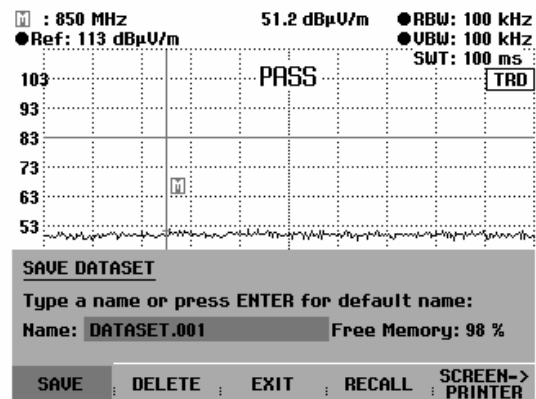 M : 850 MHz 51.2 dBµV/m ●RBW: 100 kHz
●Ref: 113 dBµV/m ●VBW: 100 kHz
SWT: 100 ms
103 PASS TRD
93
83
73
M
63
53
SAVE DATASET
Type a name or press ENTER for default name:
Name: DATASET.001 Free Memory: 98 %
SAVE DELETE EXIT RECALL SCREEN->
PRINTER